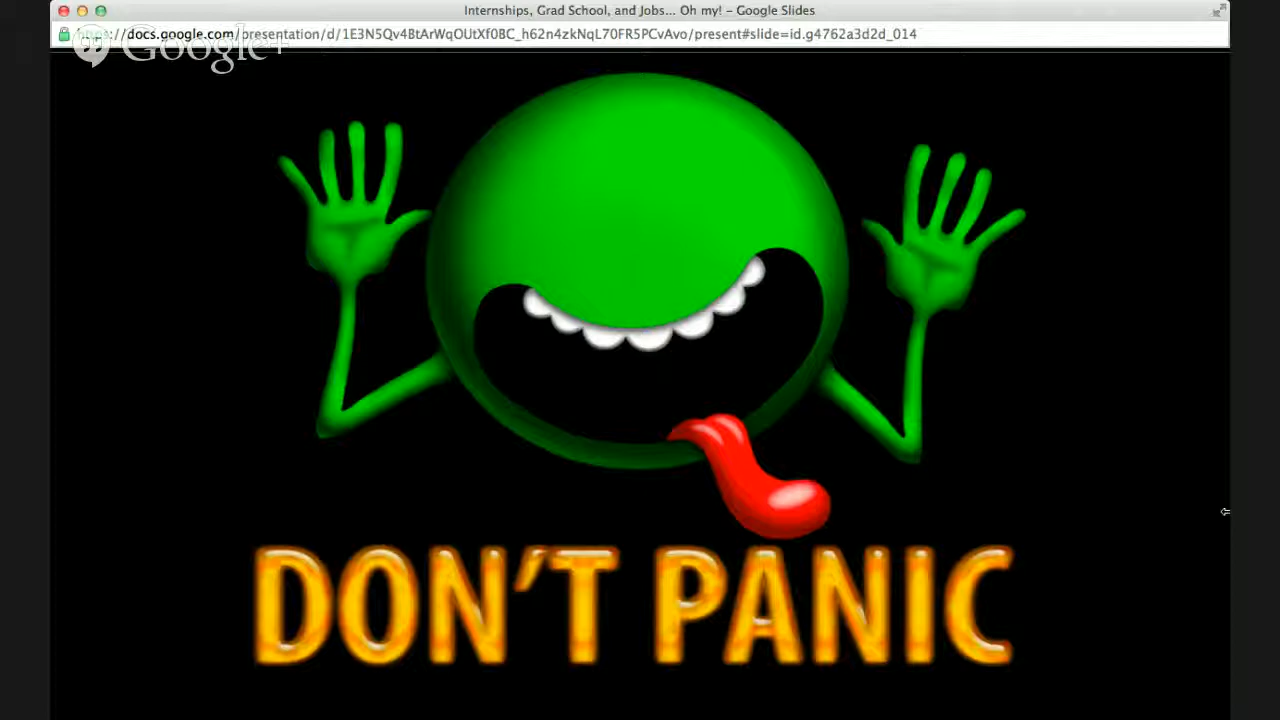 Internships, Grad School, and Jobs... Oh my! – Google Slides
https://docs.google.com/presentation/d/1E3N5Qv4BtArWqOUtXf0BC_h62n4zkNqL70FR5PCvAvo/present#slide=id.g4762a3d2d_014
Google+
DON'T PANIC